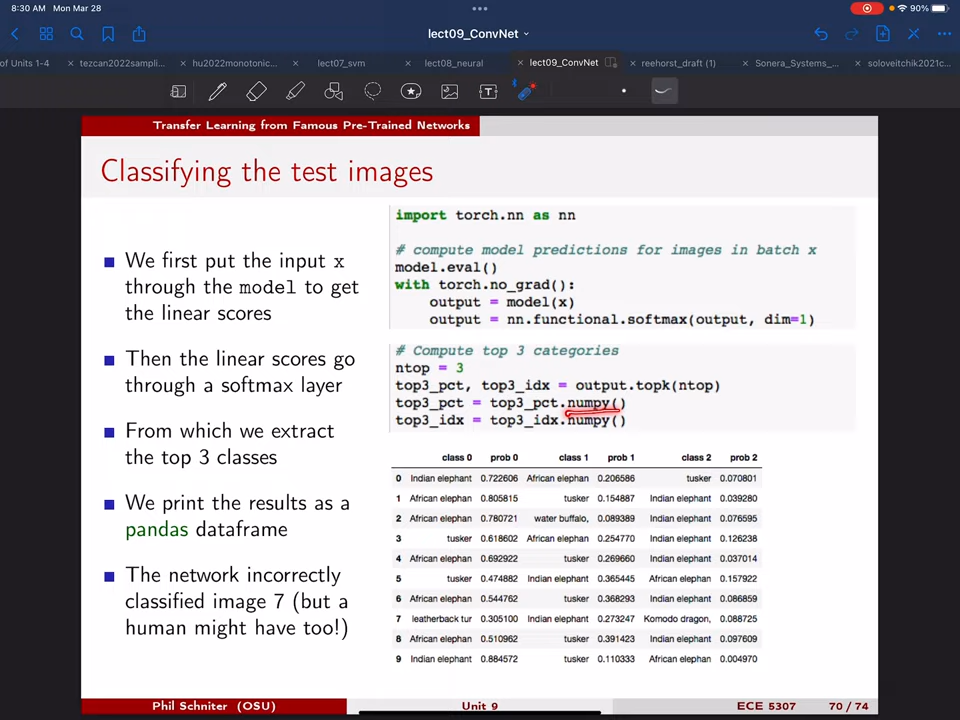 8:30 AM Mon Mar 28
90%
lect09_ConvNet
of Units 1-4
tezcan2022sampli...
hu2022monotonic...
lect07_svm
lect08_neural
lect09_ConvNet
reehorst_draft (1)
Sonera_Systems_...
soloveitchik2021c...
Transfer Learning from Famous Pre-Trained Networks
Classifying the test images
We first put the input x
through the model to get
the linear scores
Then the linear scores go
through a softmax layer
From which we extract
the top 3 classes
We print the results as a
pandas dataframe
The network incorrectly
classified image 7 (but a
human might have too!)
import torch.nn as nn
# compute model predictions for images in batch x
model.eval()
with torch.no_grad():
    output = model(x)
    output = nn.functional.softmax(output, dim=1)
# Compute top 3 categories
ntop = 3
top3_pct, top3_idx = output.topk(ntop)
top3_pct = top3_pct.numpy()
top3_idx = top3_idx.numpy()
class 0 prob 0 class 1 prob 1 class 2 prob 2
0 Indian elephant 0.722606 African elephant 0.206586 tusker 0.070801
1 African elephan 0.805815 tusker 0.154887 Indian elephant 0.039280
2 African elephan 0.780721 water buffalo, 0.089389 Indian elephant 0.076595
3 tusker 0.618602 African elephan 0.254770 Indian elephant 0.126238
4 African elephan 0.692922 tusker 0.269660 Indian elephant 0.037014
5 tusker 0.474882 Indian elephant 0.365445 African elephan 0.157922
6 African elephan 0.544762 tusker 0.368293 Indian elephant 0.086859
7 leatherback tur 0.305100 Indian elephant 0.273247 Komodo dragon, 0.088725
8 African elephan 0.510962 tusker 0.391423 Indian elephant 0.097609
9 Indian elephant 0.884572 tusker 0.110333 African elephan 0.004970
Phil Schniter (OSU) Unit 9 ECE 5307 70 / 74